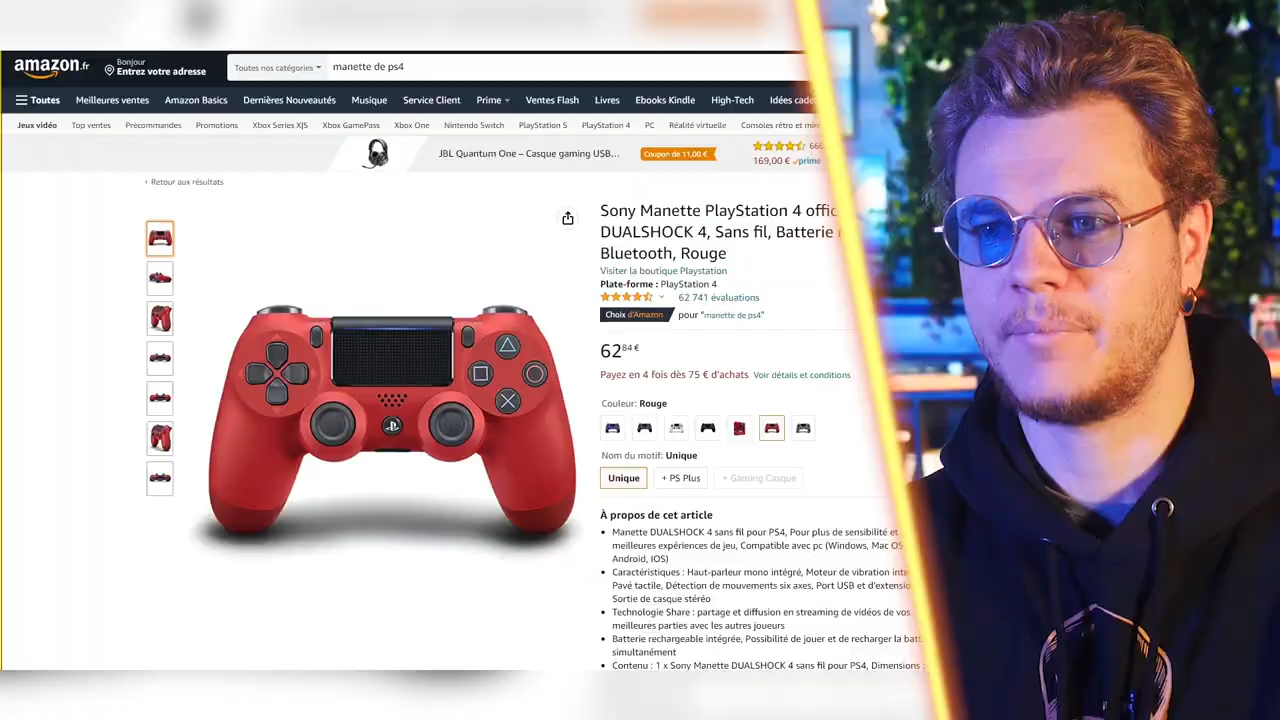 amazon.fr
Bonjour
Entrez votre adresse
Toutes nos catégories
manette de ps4
Toutes
Meilleures ventes
Amazon Basics
Dernières Nouveautés
Musique
Service Client
Prime
Ventes Flash
Livres
Ebooks Kindle
High-Tech
Idées
Jeux vidéo
Top ventes
Précommandes
Promotions
Xbox Series X|S
Xbox GamePass
Xbox One
Nintendo Switch
PlayStation 5
PlayStation 4
PC
Réalité virtuelle
Consoles rétro et
JBL Quantum One – Casque gaming USB...
Coupon de 11,00 €
169,00 € prime
‹ Retour aux résultats
Sony Manette PlayStation 4
DUALSHOCK 4, Sans fil, Batterie
Bluetooth, Rouge
Visiter la boutique Playstation
Plate-forme : PlayStation 4
62 741 évaluations
Choix d'Amazon pour "manette de ps4"
62,84 €
Payez en 4 fois dès 75 € d'achats Voir détails et conditions
Couleur: Rouge
Nom du motif: Unique
Unique
+ PS Plus
+ Gaming Casque
À propos de cet article
Manette DUALSHOCK 4 sans fil pour PS4, Pour plus de sensibilité et
meilleures expériences de jeu, Compatible avec pc (Windows, Mac OS
Android, IOS)
Caractéristiques : Haut-parleur mono intégré, Moteur de vibration
Pavé tactile, Détection de mouvements six axes, Port USB et
Sortie de casque stéréo
Technologie Share : partage et diffusion en streaming de vidéos de vos
meilleures parties avec les autres joueurs
Batterie rechargeable intégrée, Possibilité de jouer et de recharger la
simultanément
Contenu : 1 x Sony Manette DUALSHOCK 4 sans fil pour PS4, Dimensions :